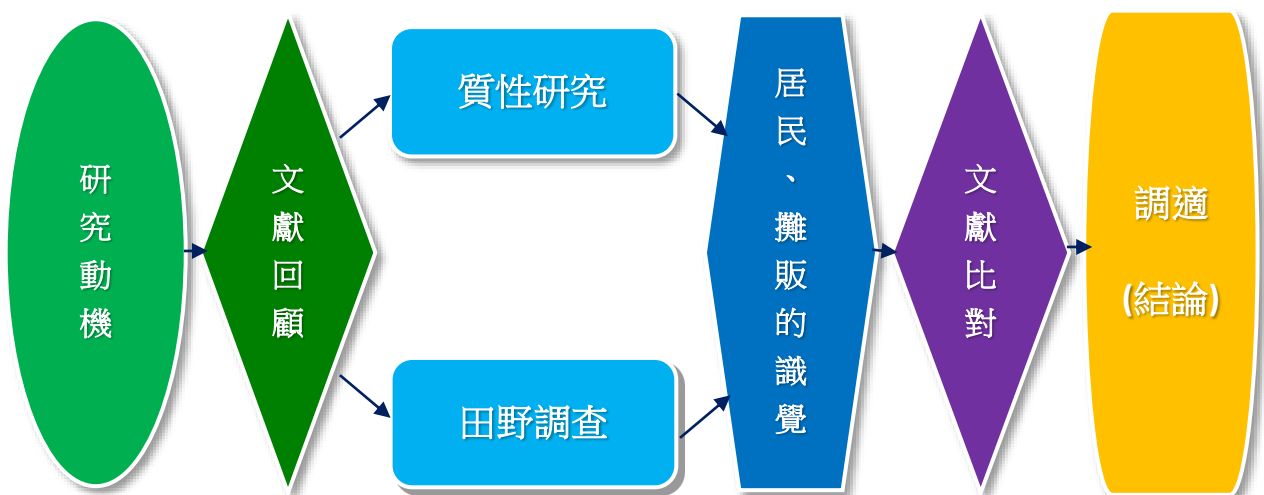 研究動機
文獻回顧
質性研究
田野調查
居民、攤販的識覺
文獻比對
調適
(結論)